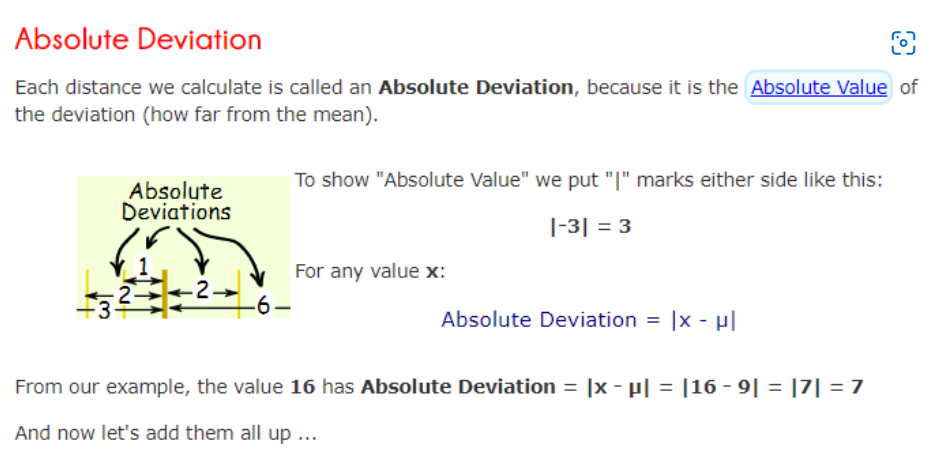 Absolute Deviation
Each distance we calculate is called an Absolute Deviation, because it is the Absolute Value of
the deviation (how far from the mean).
Absolute
Deviations
1
2
2
3
6
To show "Absolute Value" we put "|" marks either side like this:
|-3| = 3
For any value x:
Absolute Deviation = |x - μ|
From our example, the value 16 has Absolute Deviation = |x - μ| = |16 - 9| = |7| = 7
And now let's add them all up ...